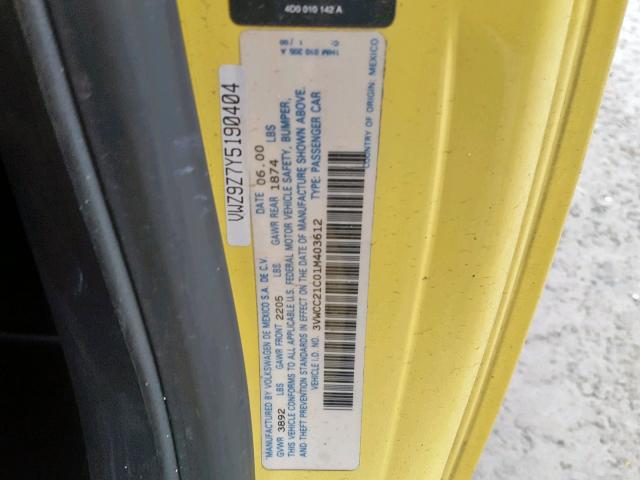 4D0 010 142 A
VWZ9Z7Y5190404
MANUFACTURED BY VOLKSWAGEN DE MEXICO S.A. DE C.V. DATE 06.00
GVWR 3892 LBS GAWR FRONT 2205 LBS GAWR REAR 1874 LBS
THIS VEHICLE CONFORMS TO ALL APPLICABLE U.S. FEDERAL MOTOR VEHICLE SAFETY, BUMPER,
AND THEFT PREVENTION STANDARDS IN EFFECT ON THE DATE OF MANUFACTURE SHOWN ABOVE.
VEHICLE I.D. NO. 3VWCC21C01M403612 TYPE: PASSENGER CAR
COUNTRY OF ORIGIN: MEXICO